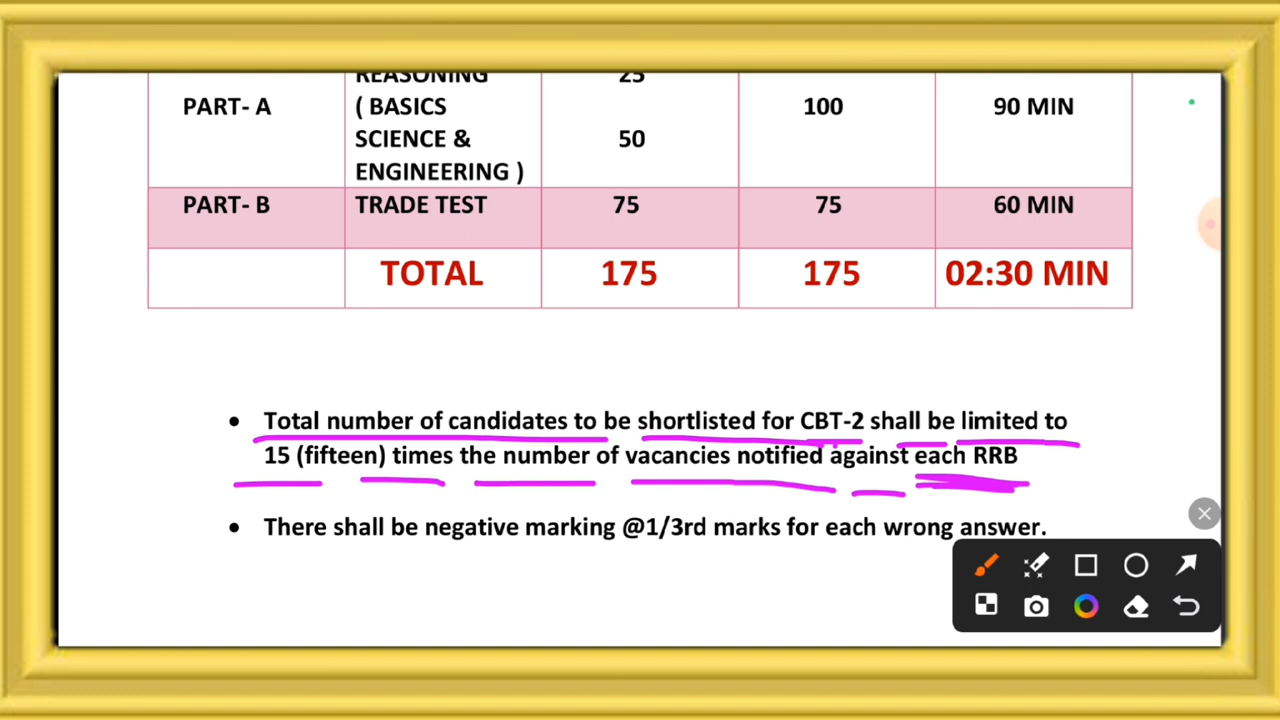 REASONING 25
PART- A ( BASICS 100 90 MIN
SCIENCE & 50
ENGINEERING )
PART- B TRADE TEST 75 75 60 MIN
TOTAL 175 175 02:30 MIN
• Total number of candidates to be shortlisted for CBT-2 shall be limited to
15 (fifteen) times the number of vacancies notified against each RRB
• There shall be negative marking @1/3rd marks for each wrong answer.